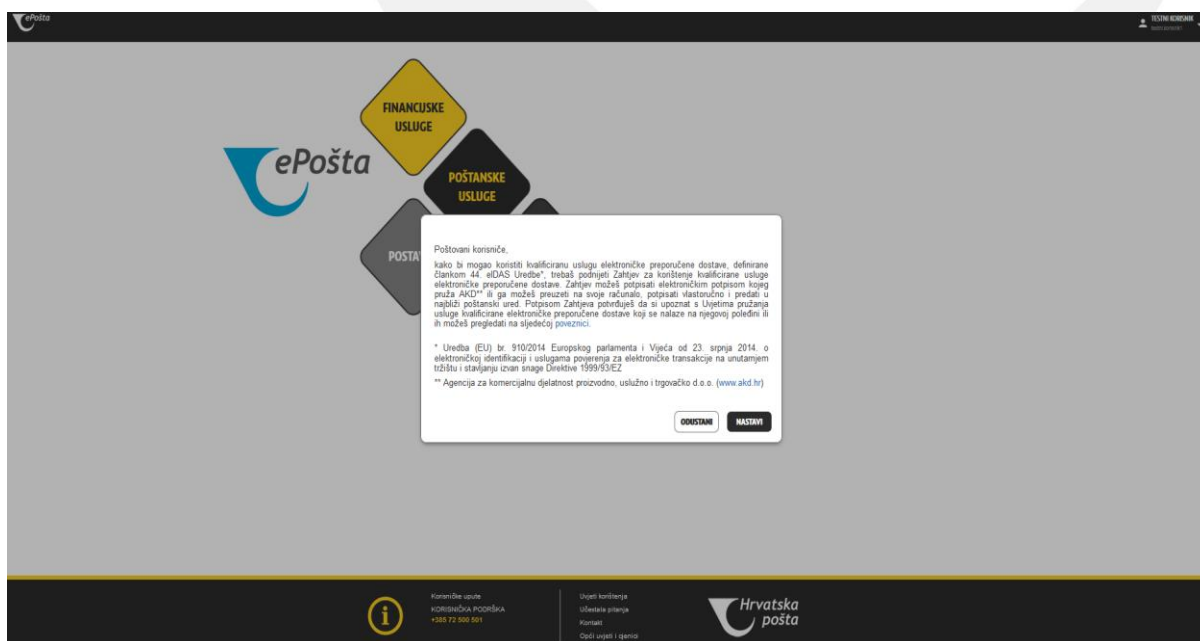 ePošta
TESTNI KORISNIK
FINANCIJSKE
USLUGE
ePošta
POŠTANSKE
USLUGE
POSTA
Poštovani korisniče,
kako bi mogao koristiti kvalificiranu uslugu elektroničke preporučene dostave, definirane
člankom 44. eIDAS Uredbe*, trebaš podnijeti Zahtjev za korištenje kvalificirane usluge
elektroničke preporučene dostave. Zahtjev možeš potpisati elektroničkim potpisom kojeg
pruža AKD** ili ga možeš preuzeti na svoje računalo, potpisati vlastoručno i predati u
najbliži poštanski ured. Potpisom Zahtjeva potvrđuješ da si upoznat s Uvjetima pružanja
usluge kvalificirane elektroničke preporučene dostave koji se nalaze na njegovoj poleđini ili
ih možeš pregledati na sljedećoj poveznici.
* Uredba (EU) br. 910/2014 Europskog parlamenta i Vijeća od 23. srpnja 2014. o
elektroničkoj identifikaciji i uslugama povjerenja za elektroničke transakcije na unutarnjem
tržištu i stavljanju izvan snage Direktive 1999/93/EZ
** Agencija za komercijalnu djelatnost proizvodno, uslužno i trgovačko d.o.o. (www.akd.hr)
ODUSTANI
NASTAVI
Korisničke upute
KORISNIČKA PODRŠKA
+385 72 500 501
Uvjeti korištenja
Učestala pitanja
Kontakt
Opći uvjeti i cjenici
Hrvatska
pošta